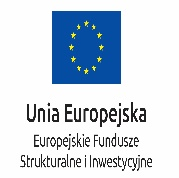 Unia Europejska
Europejskie Fundusze
Strukturalne i Inwestycyjne